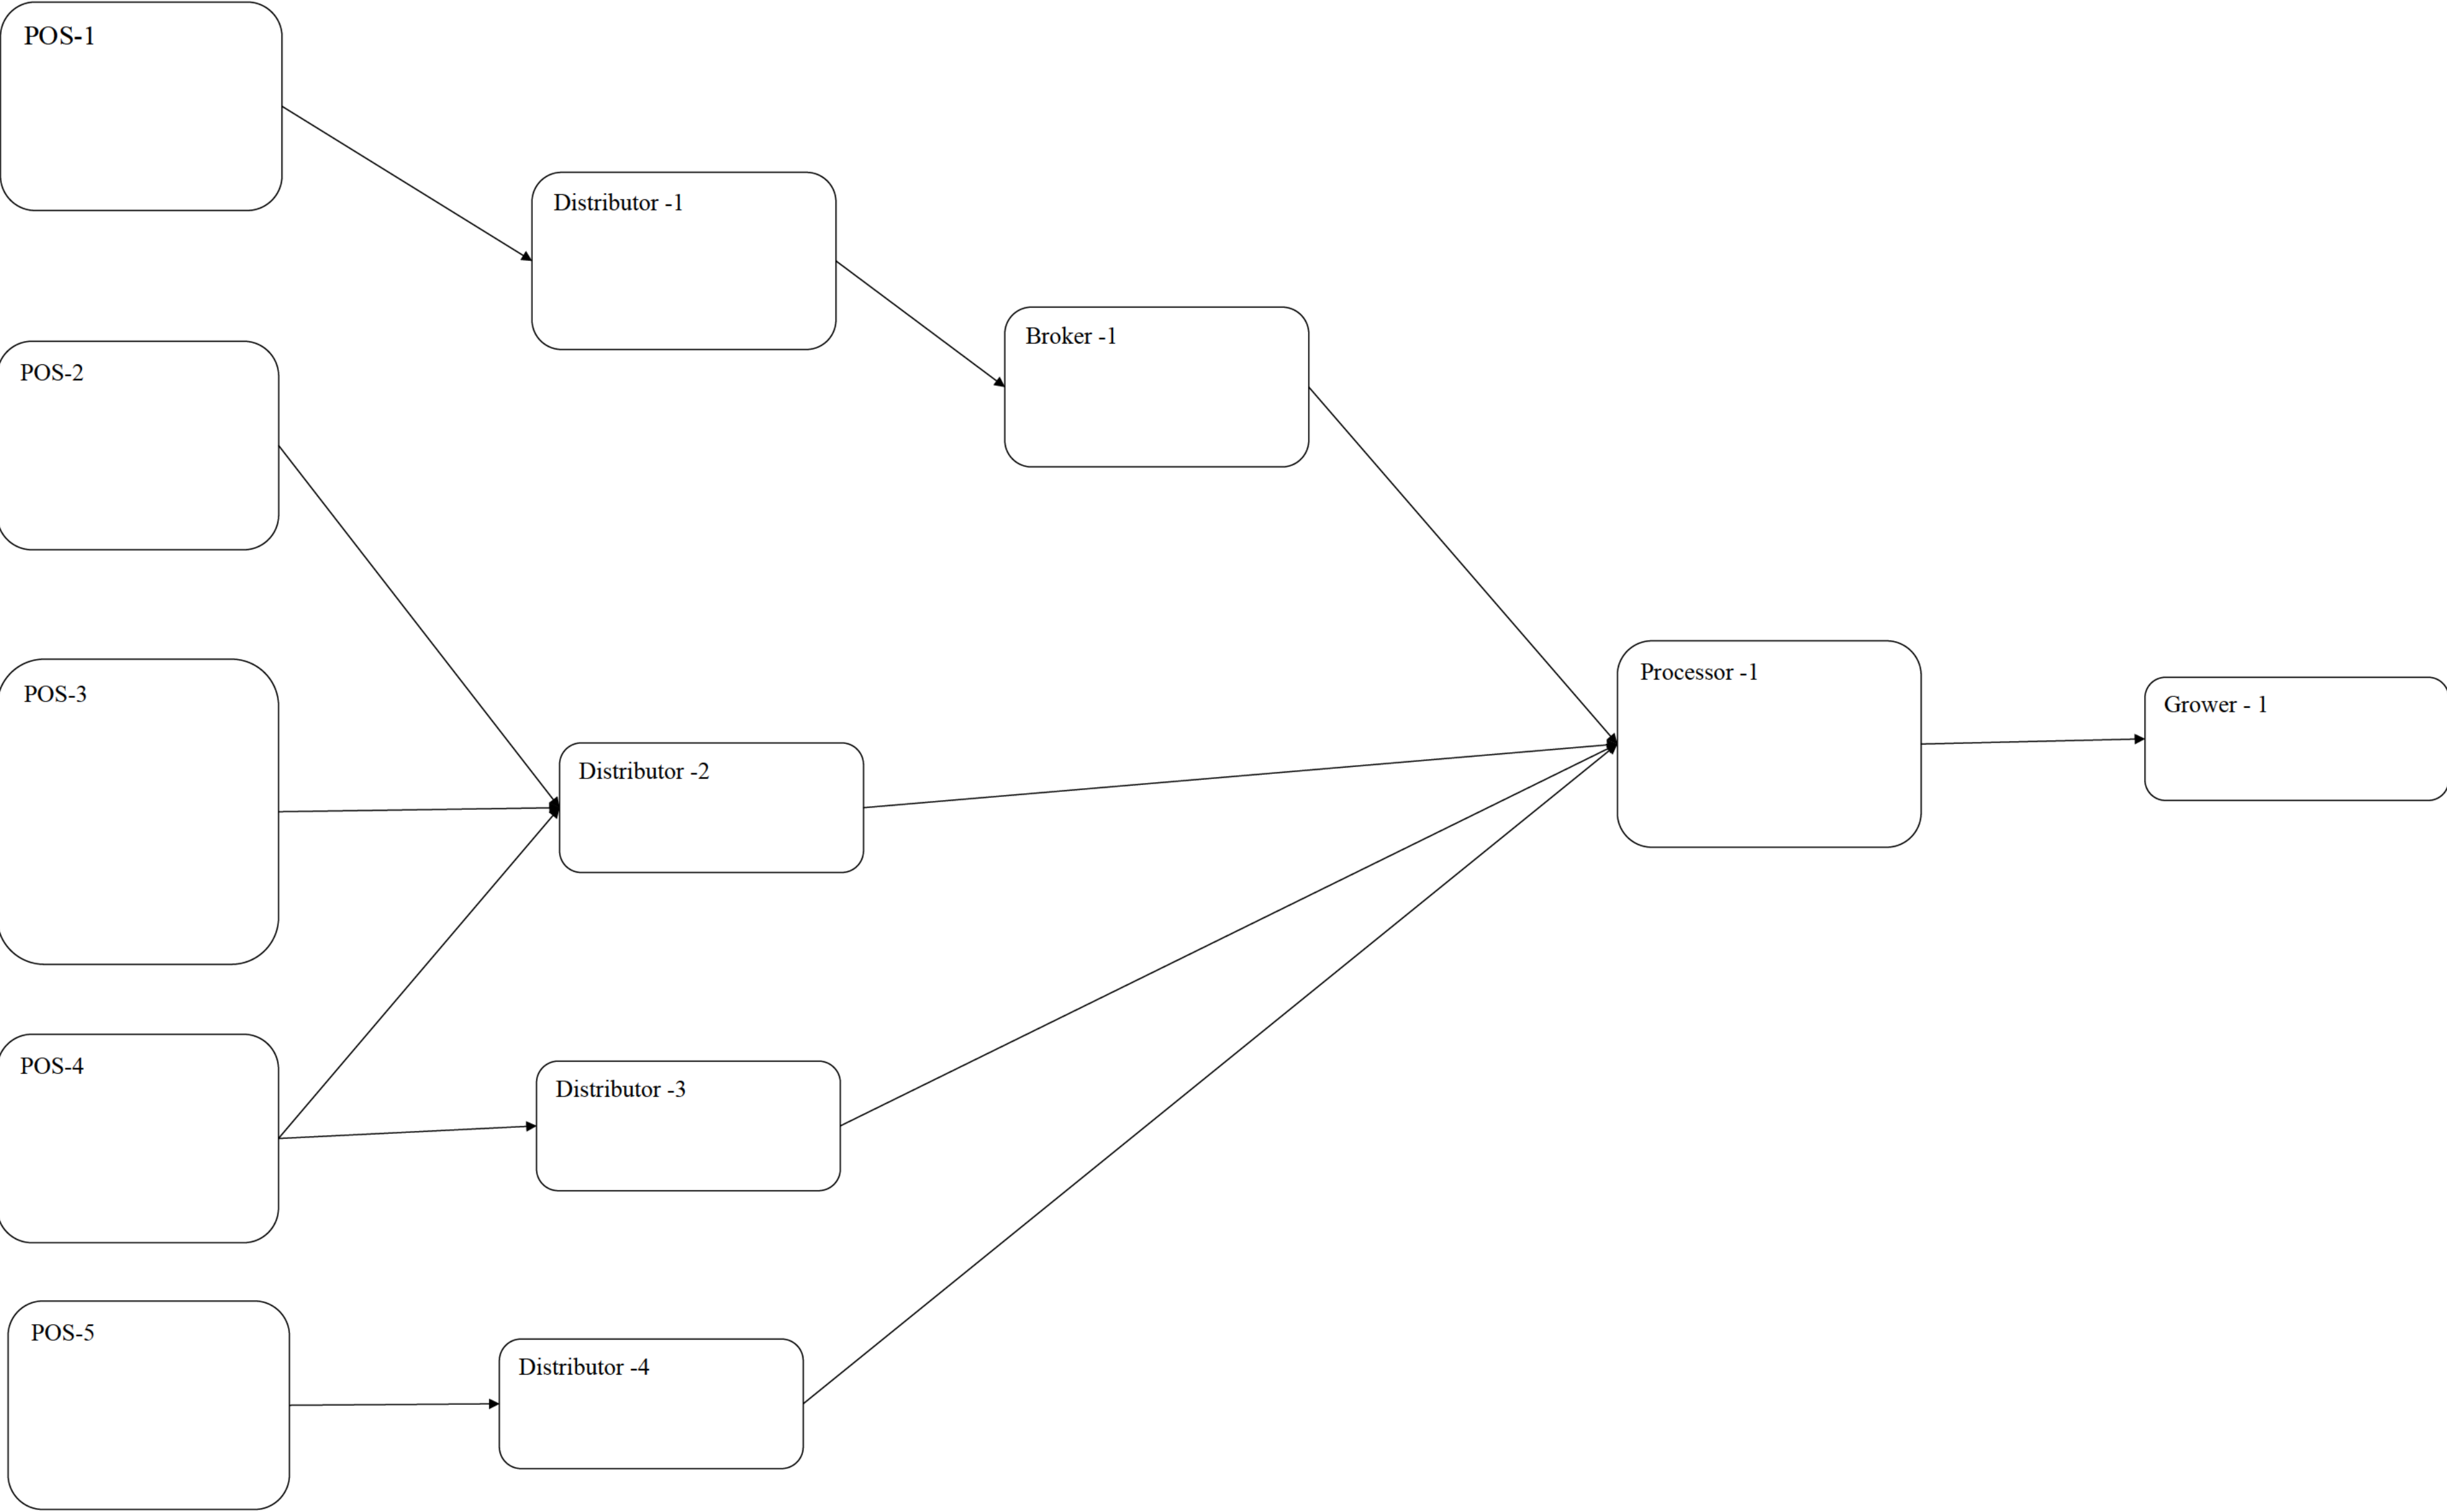 POS-1
Distributor -1
Broker -1
POS-2
Processor -1
POS-3
Grower - 1
Distributor -2
POS-4
Distributor -3
POS-5
Distributor -4